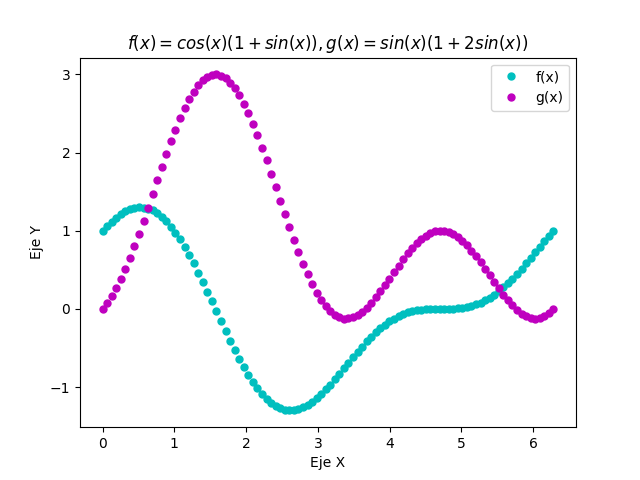 f(x) = cos(x)(1 + sin(x)), g(x) = sin(x)(1 + 2sin(x))
f(x)
g(x)
3
2
1
0
−1
Eje Y
0 1 2 3 4 5 6
Eje X